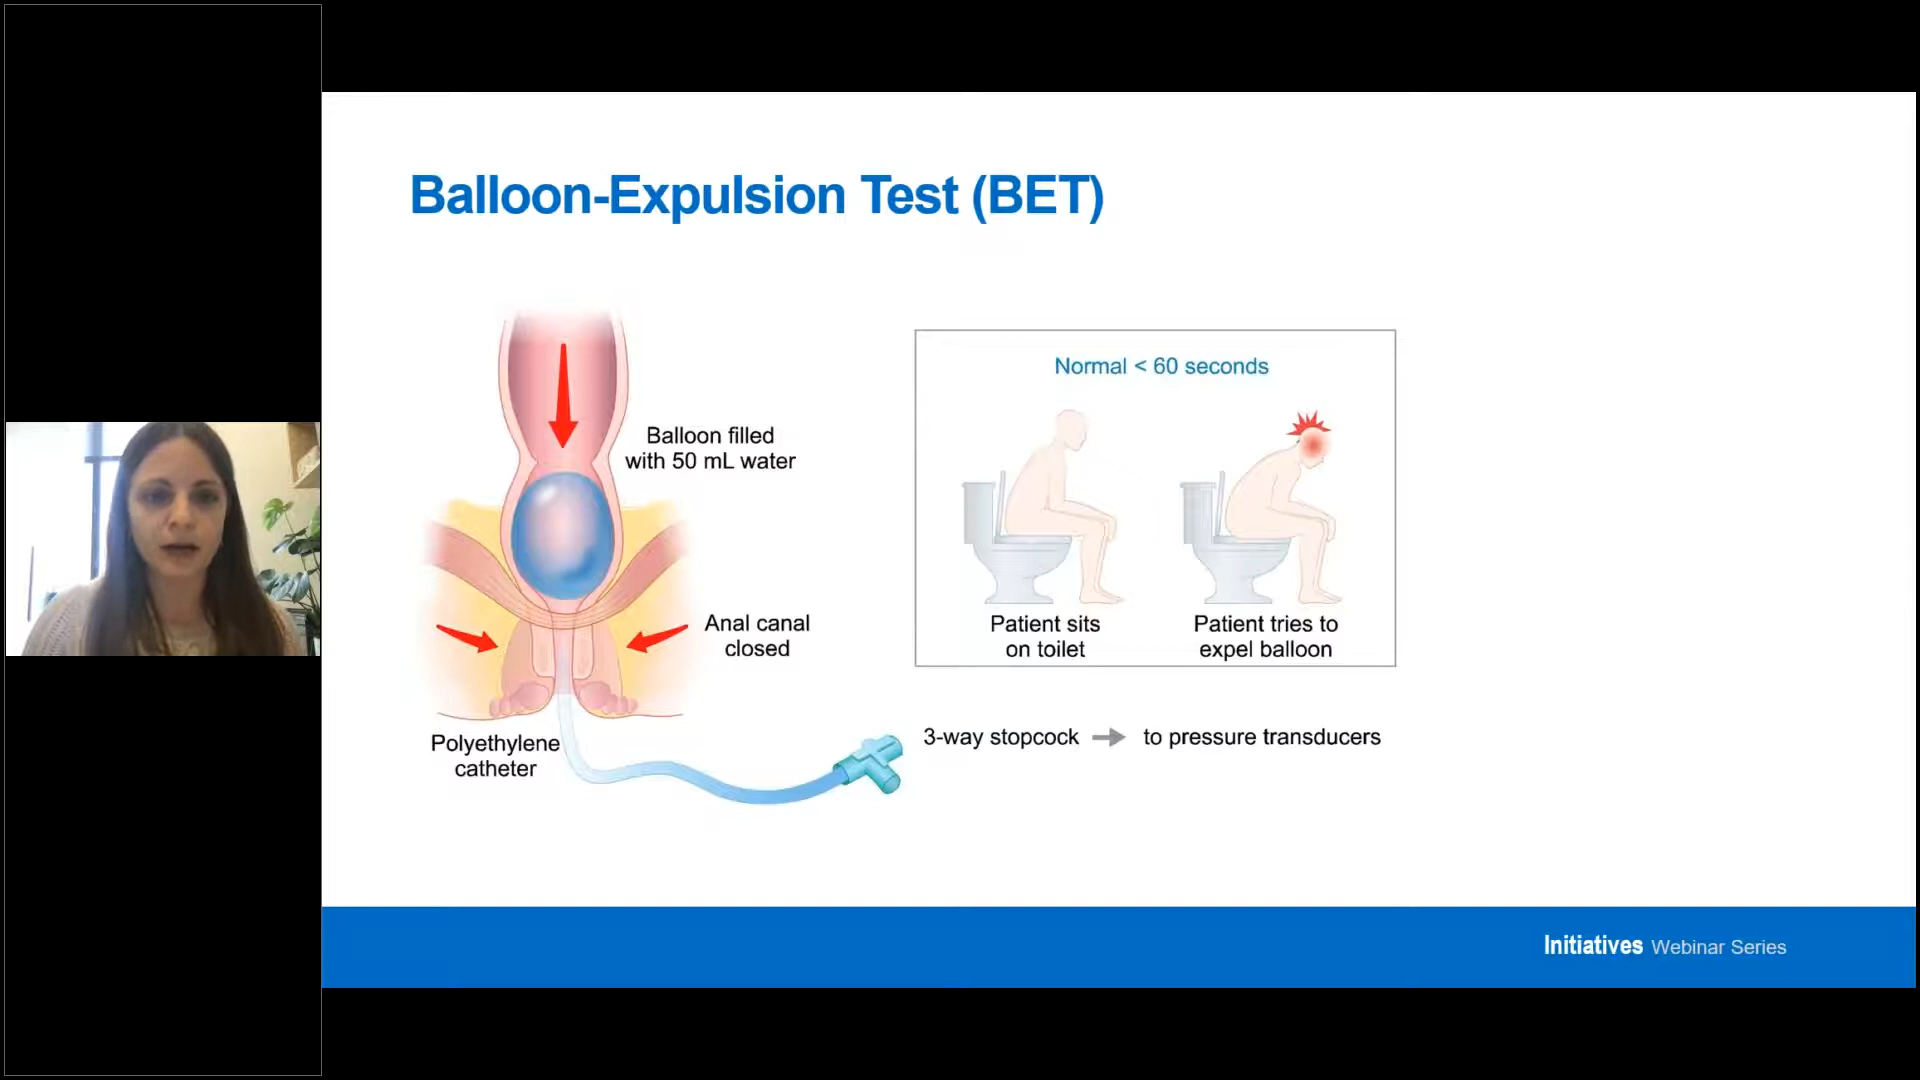 Balloon-Expulsion Test (BET)
Balloon filled
with 50 mL water
Anal canal
closed
Polyethylene
catheter
Normal < 60 seconds
Patient sits
on toilet
Patient tries to
expel balloon
3-way stopcock
to pressure transducers
Initiatives Webinar Series